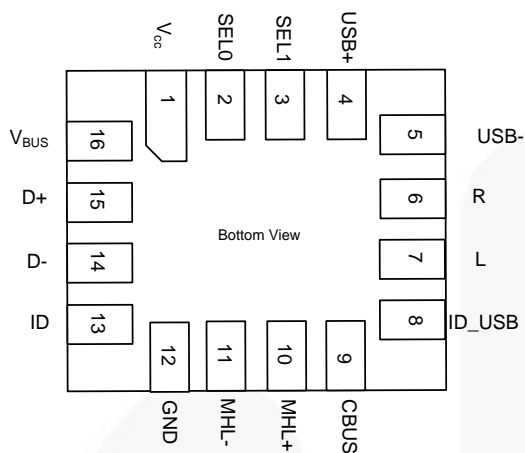 Vcc
SEL0
SEL1
USB+
1
2
3
4
VBUS
16
5
USB-
D+
15
6
R
Bottom View
D-
14
7
L
ID
13
8
ID_USB
12
11
10
9
GND
MHL-
MHL+
CBUS